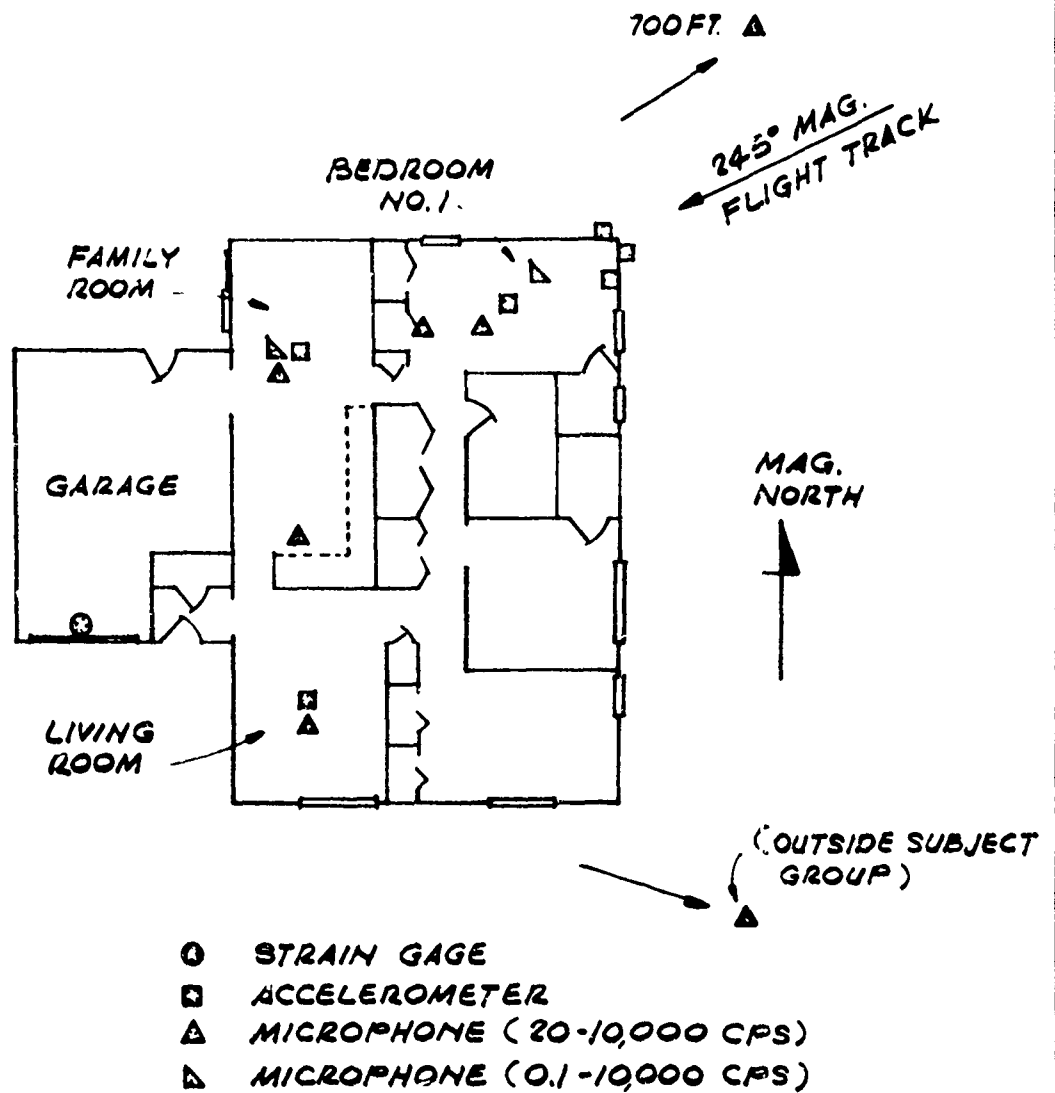 700 FT.
245° MAG.
FLIGHT TRACK
BEDROOM
NO. 1.
FAMILY
ROOM
GARAGE
MAG.
NORTH
LIVING
ROOM
(OUTSIDE SUBJECT
GROUP)
STRAIN GAGE
ACCELEROMETER
MICROPHONE (20-10,000 CPS)
MICROPHONE (0.1-10,000 CPS)